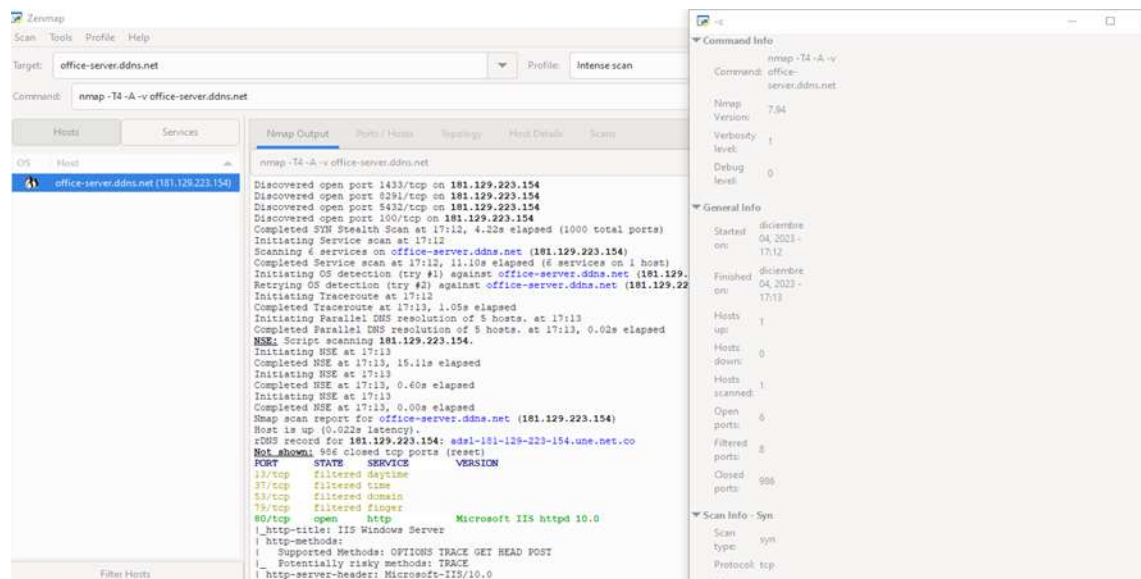 Zenmap
Scan Tools Profile Help
Target: office-server.ddns.net Profile: Intense scan
Command: nmap -T4 -A -v office-server.ddns.net
Hosts Services
OS Host
office-server.ddns.net (181.129.223.154)
Filter Hosts
Nmap Output Ports / Hosts Topology Host Details Scans
nmap -T4 -A -v office-server.ddns.net
Discovered open port 1433/tcp on 181.129.223.154
Discovered open port 8291/tcp on 181.129.223.154
Discovered open port 5432/tcp on 181.129.223.154
Discovered open port 100/tcp on 181.129.223.154
Completed SYN Stealth Scan at 17:12, 4.22s elapsed (1000 total ports)
Initiating Service scan at 17:12
Scanning 6 services on office-server.ddns.net (181.129.223.154)
Completed Service scan at 17:12, 11.10s elapsed (6 services on 1 host)
Initiating OS detection (try #1) against office-server.ddns.net (181.129.
Retrying OS detection (try #2) against office-server.ddns.net (181.129.22
Initiating Traceroute at 17:12
Completed Traceroute at 17:13, 1.05s elapsed
Initiating Parallel DNS resolution of 5 hosts. at 17:13
Completed Parallel DNS resolution of 5 hosts. at 17:13, 0.02s elapsed
NSE: Script scanning 181.129.223.154.
Initiating NSE at 17:13
Completed NSE at 17:13, 15.11s elapsed
Initiating NSE at 17:13
Completed NSE at 17:13, 0.60s elapsed
Initiating NSE at 17:13
Completed NSE at 17:13, 0.00s elapsed
Nmap scan report for office-server.ddns.net (181.129.223.154)
Host is up (0.022s latency).
rDNS record for 181.129.223.154: adsl-181-129-223-154.une.net.co
Not shown: 986 closed tcp ports (reset)
PORT STATE SERVICE VERSION
13/tcp filtered daytime
37/tcp filtered time
53/tcp filtered domain
79/tcp filtered finger
80/tcp open http Microsoft IIS httpd 10.0
|_http-title: IIS Windows Server
| http-methods:
| Supported Methods: OPTIONS TRACE GET HEAD POST
|_ Potentially risky methods: TRACE
| http-server-header: Microsoft-IIS/10.0
-c
Command Info
Command: nmap -T4 -A -v
office-
server.ddns.net
Nmap Version: 7.94
Verbosity level: 1
Debug level: 0
General Info
Started on: diciembre
04, 2023 -
17:12
Finished on: diciembre
04, 2023 -
17:13
Hosts up: 1
Hosts down: 0
Hosts scanned: 1
Open ports: 6
Filtered ports: 8
Closed ports: 986
Scan Info - Syn
Scan type: syn
Protocol: tcp